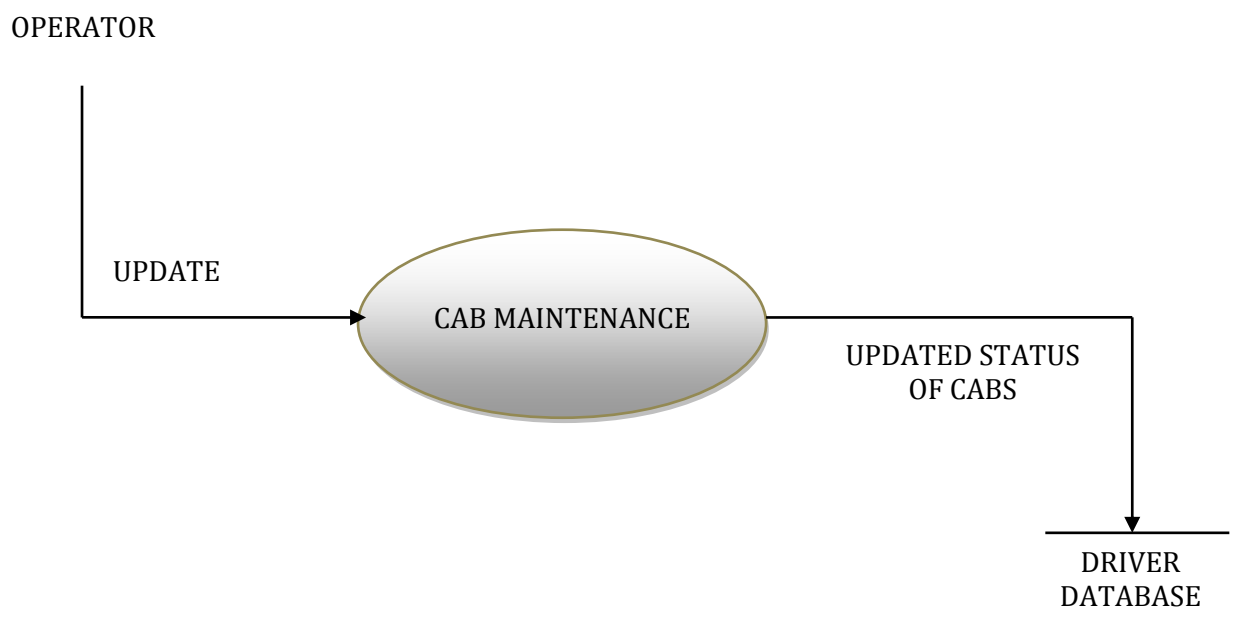 OPERATOR
UPDATE
CAB MAINTENANCE
UPDATED STATUS
OF CABS
DRIVER
DATABASE